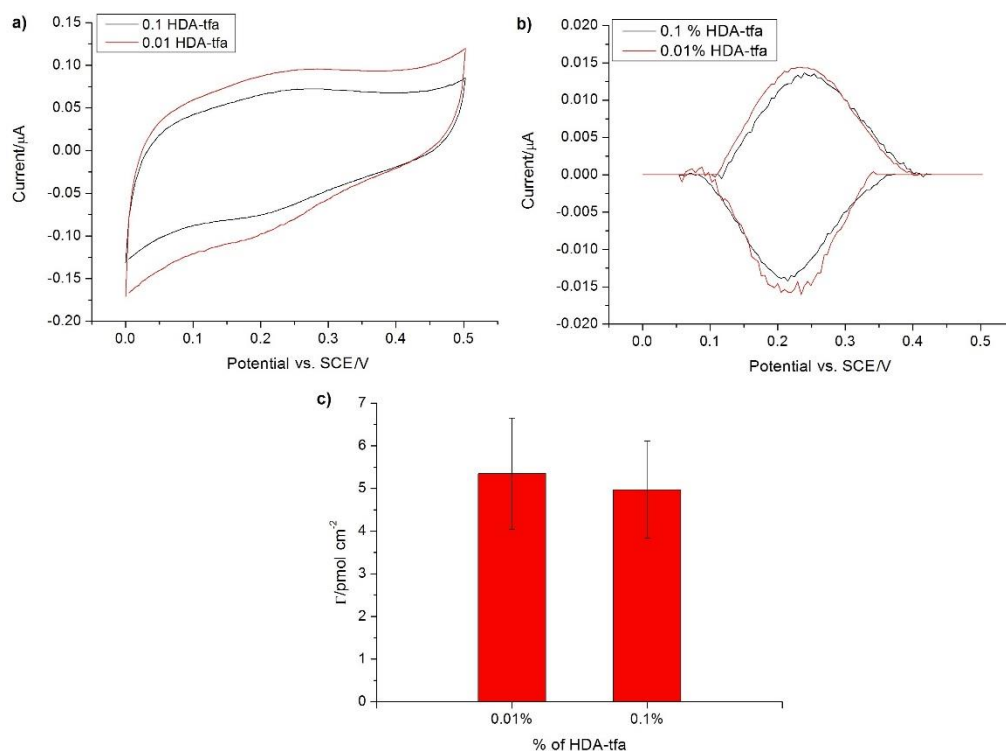 a)
0.1 HDA-tfa
0.01 HDA-tfa
0.15
0.10
0.05
0.00
-0.05
-0.10
-0.15
-0.20
Current/µA
0.0 0.1 0.2 0.3 0.4 0.5
Potential vs. SCE/V
b)
0.1 % HDA-tfa
0.01% HDA-tfa
0.015
0.010
0.005
0.000
-0.005
-0.010
-0.015
-0.020
Current/µA
0.0 0.1 0.2 0.3 0.4 0.5
Potential vs. SCE/V
c)
7
6
5
4
3
2
1
0
Γ/pmol cm⁻²
0.01% 0.1%
% of HDA-tfa